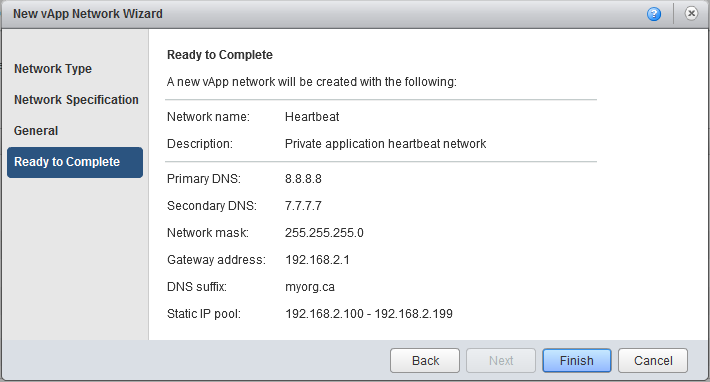 New vApp Network Wizard
Network Type
Network Specification
General
Ready to Complete
Ready to Complete
A new vApp network will be created with the following:
Network name: Heartbeat
Description: Private application heartbeat network
Primary DNS: 8.8.8.8
Secondary DNS: 7.7.7.7
Network mask: 255.255.255.0
Gateway address: 192.168.2.1
DNS suffix: myorg.ca
Static IP pool: 192.168.2.100 - 192.168.2.199
Back Next Finish Cancel